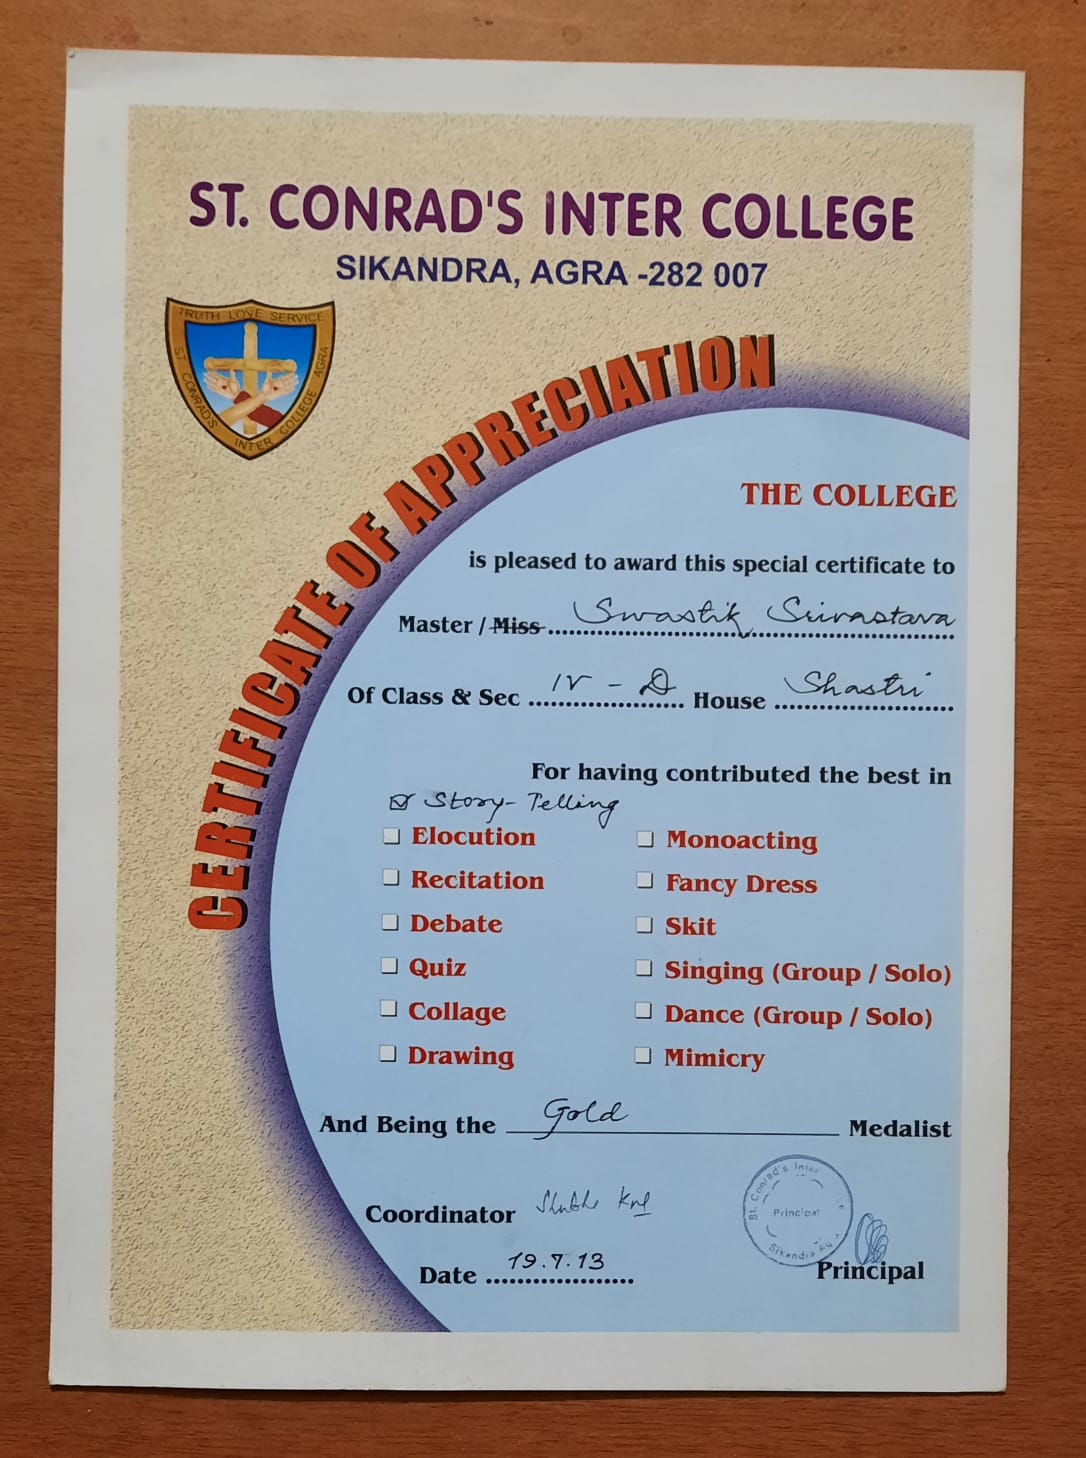 ST. CONRAD'S INTER COLLEGE
SIKANDRA, AGRA -282 007
TRUTH LOVE SERVICE
ST. CONRAD'S INTER COLLEGE AGRA
CERTIFICATE OF APPRECIATION
THE COLLEGE
is pleased to award this special certificate to
Master / Miss Swastik Srivastava
Of Class & Sec IV - D House Shastri
For having contributed the best in
Story-Telling
Elocution Monoacting
Recitation Fancy Dress
Debate Skit
Quiz Singing (Group / Solo)
Collage Dance (Group / Solo)
Drawing Mimicry
And Being the Gold Medalist
St. Conrad's Inter
Principal
Sikandra
Coordinator
Date 19.7.13
Principal